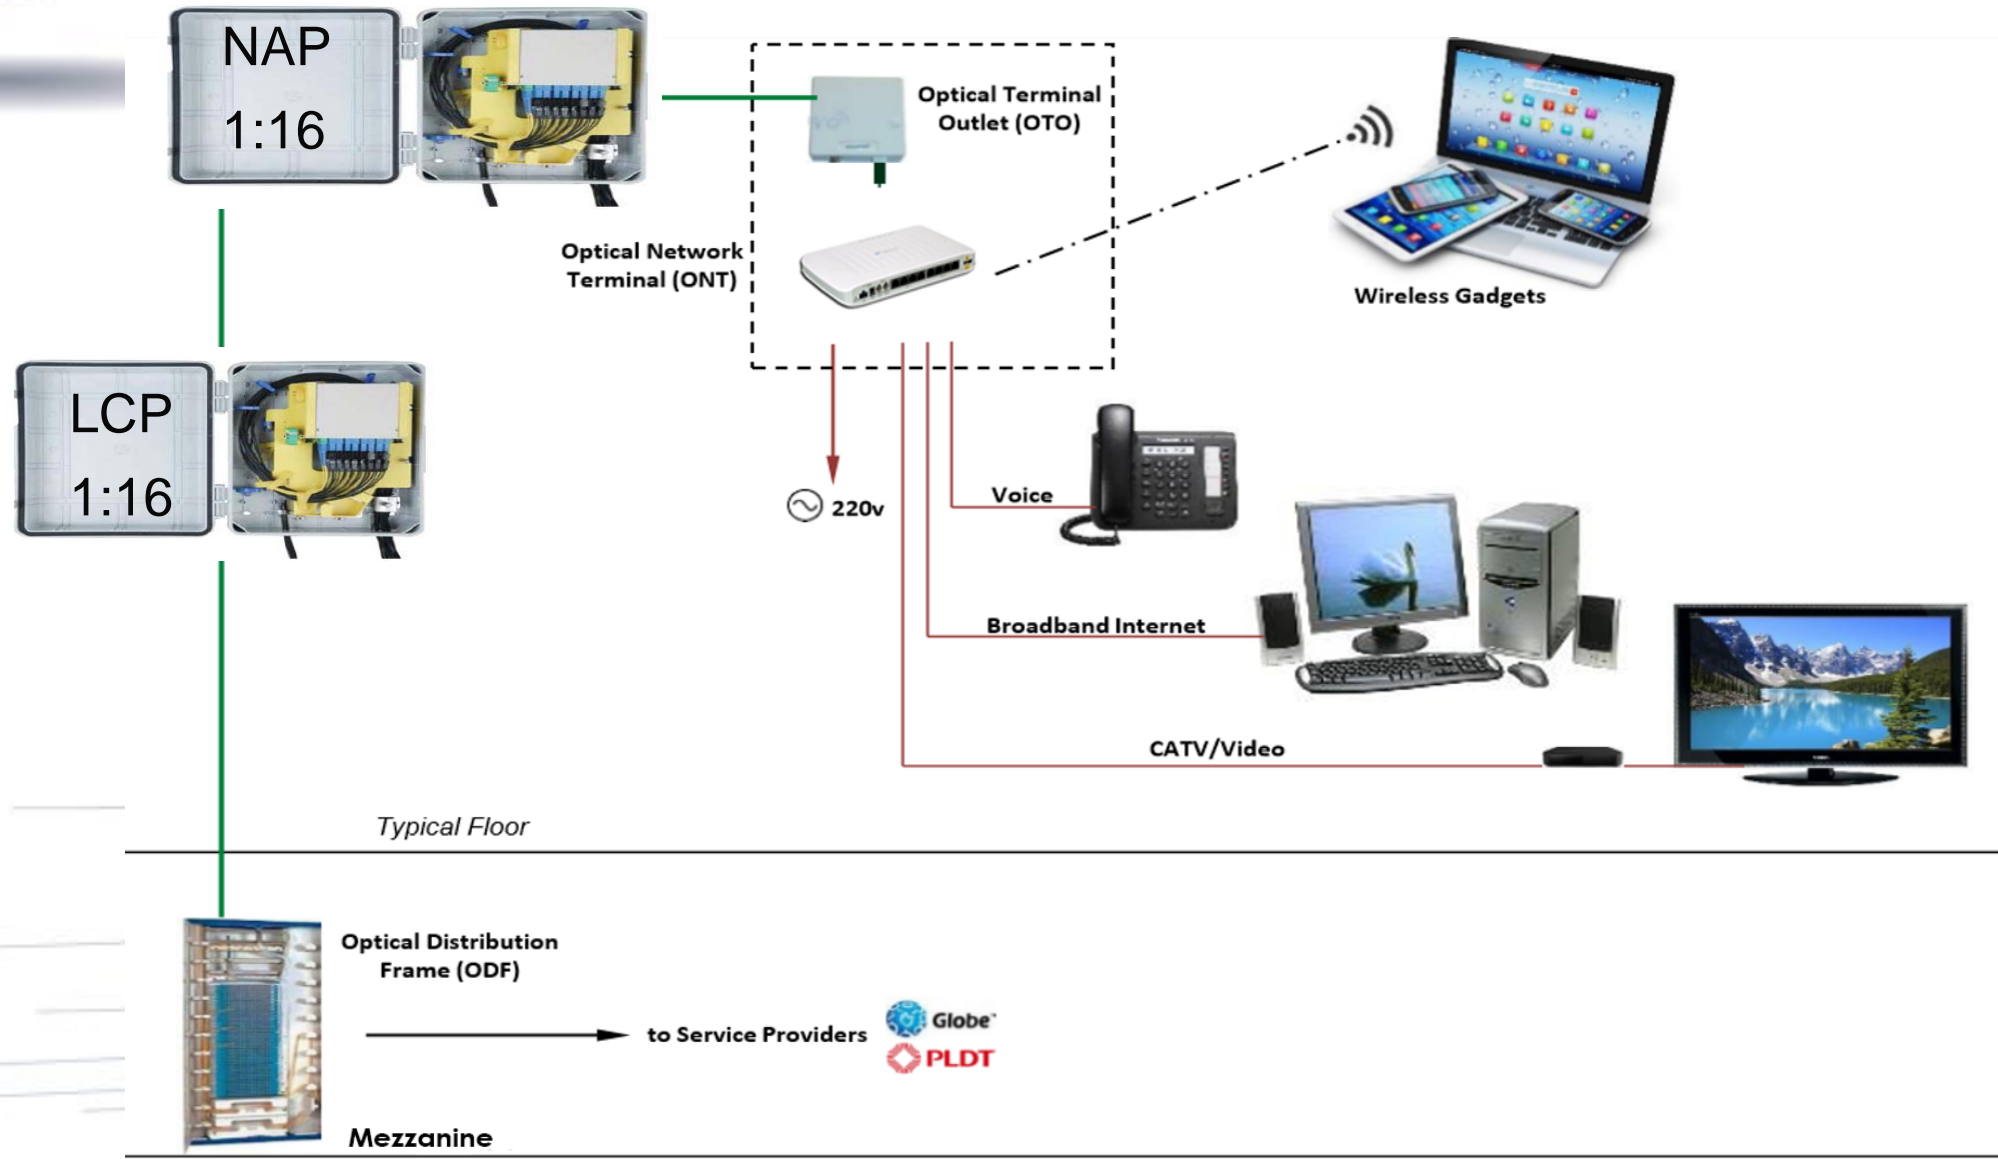 NAP
1:16
Optical Terminal
Outlet (OTO)
Optical Network
Terminal (ONT)
Wireless Gadgets
LCP
1:16
220v
Voice
Broadband Internet
CATV/Video
Typical Floor
Optical Distribution
Frame (ODF)
to Service Providers
Globe
PLDT
Mezzanine